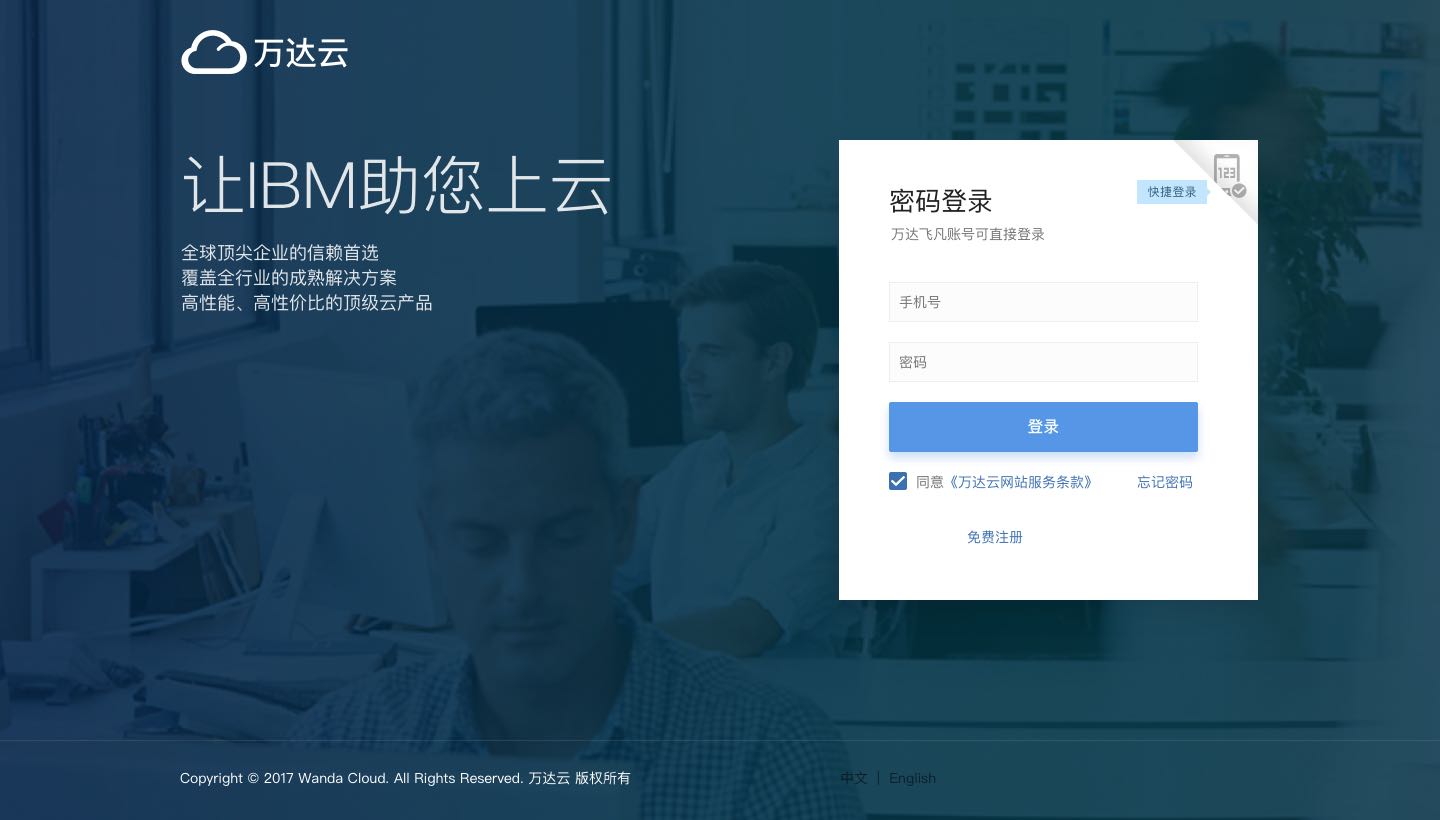 万达云
让IBM助您上云
全球顶尖企业的信赖首选
覆盖全行业的成熟解决方案
高性能、高性价比的顶级云产品
密码登录
快捷登录
123
万达飞凡账号可直接登录
手机号
密码
登录
同意《万达云网站服务条款》 忘记密码
免费注册
Copyright © 2017 Wanda Cloud. All Rights Reserved. 万达云 版权所有
中文 | English